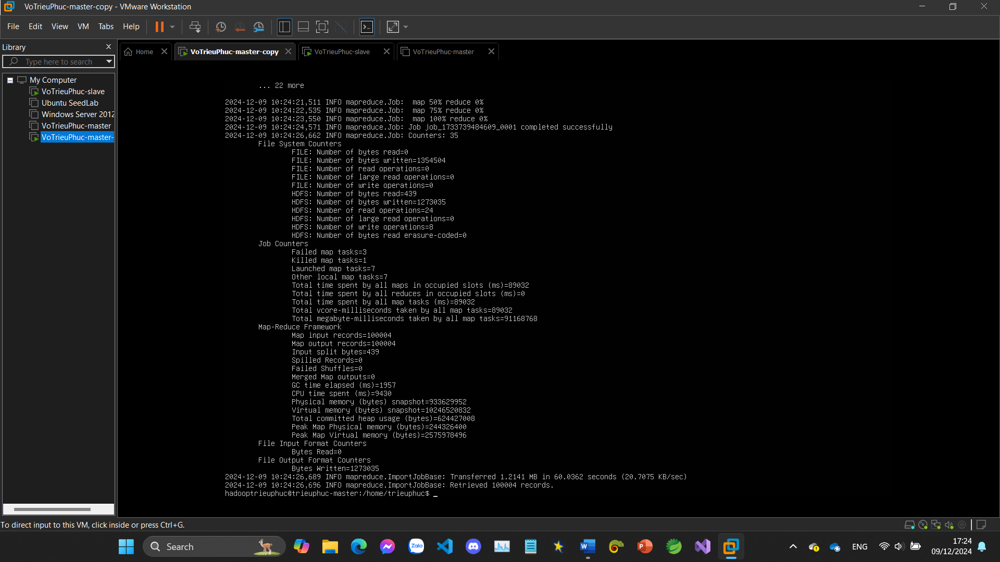 VoTrieuPhuc-master-copy - VMware Workstation
File Edit View VM Tabs Help
Library
Type here to search
My Computer
VoTrieuPhuc-slave
Ubuntu SeedLab
Windows Server 2012
VoTrieuPhuc-master
VoTrieuPhuc-master-
Home
VoTrieuPhuc-master-copy
VoTrieuPhuc-slave
VoTrieuPhuc-master
... 22 more
2024-12-09 10:24:21,511 INFO mapreduce.Job:  map 50% reduce 0%
2024-12-09 10:24:22,535 INFO mapreduce.Job:  map 75% reduce 0%
2024-12-09 10:24:23,550 INFO mapreduce.Job:  map 100% reduce 0%
2024-12-09 10:24:24,571 INFO mapreduce.Job: Job job_1733739484609_0001 completed successfully
2024-12-09 10:24:26,662 INFO mapreduce.Job: Counters: 35
File System Counters
FILE: Number of bytes read=0
FILE: Number of bytes written=1354504
FILE: Number of read operations=0
FILE: Number of large read operations=0
FILE: Number of write operations=0
HDFS: Number of bytes read=439
HDFS: Number of bytes written=1273035
HDFS: Number of read operations=24
HDFS: Number of large read operations=0
HDFS: Number of write operations=8
HDFS: Number of bytes read erasure-coded=0
Job Counters
Failed map tasks=3
Killed map tasks=1
Launched map tasks=7
Other local map tasks=7
Total time spent by all maps in occupied slots (ms)=89032
Total time spent by all reduces in occupied slots (ms)=0
Total time spent by all map tasks (ms)=89032
Total vcore-milliseconds taken by all map tasks=89032
Total megabyte-milliseconds taken by all map tasks=91168768
Map-Reduce Framework
Map input records=100004
Map output records=100004
Input split bytes=439
Spilled Records=0
Failed Shuffles=0
Merged Map outputs=0
GC time elapsed (ms)=1957
CPU time spent (ms)=9430
Physical memory (bytes) snapshot=933629952
Virtual memory (bytes) snapshot=10246520832
Total committed heap usage (bytes)=624427008
Peak Map Physical memory (bytes)=244326400
Peak Map Virtual memory (bytes)=2575978496
File Input Format Counters
Bytes Read=0
File Output Format Counters
Bytes Written=1273035
2024-12-09 10:24:26,689 INFO mapreduce.ImportJobBase: Transferred 1.2141 MB in 60.0362 seconds (20.7075 KB/sec)
2024-12-09 10:24:26,696 INFO mapreduce.ImportJobBase: Retrieved 100004 records.
hadooptrieuphuc@trieuphuc-master:/home/trieuphuc$ _
To direct input to this VM, click inside or press Ctrl+G.
Search
Zalo
ENG
17:24
09/12/2024